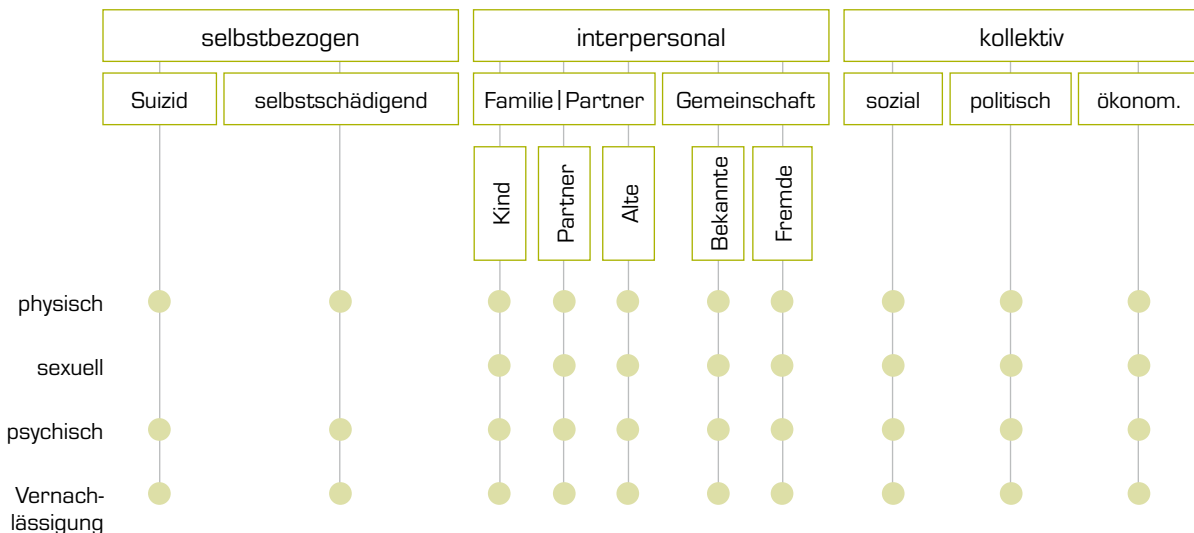 selbstbezogen
interpersonal
kollektiv
Suizid
selbstschädigend
Familie|Partner
Gemeinschaft
sozial
politisch
ökonom.
Kind
Partner
Alte
Bekannte
Fremde
physisch
sexuell
psychisch
Vernach-
lässigung